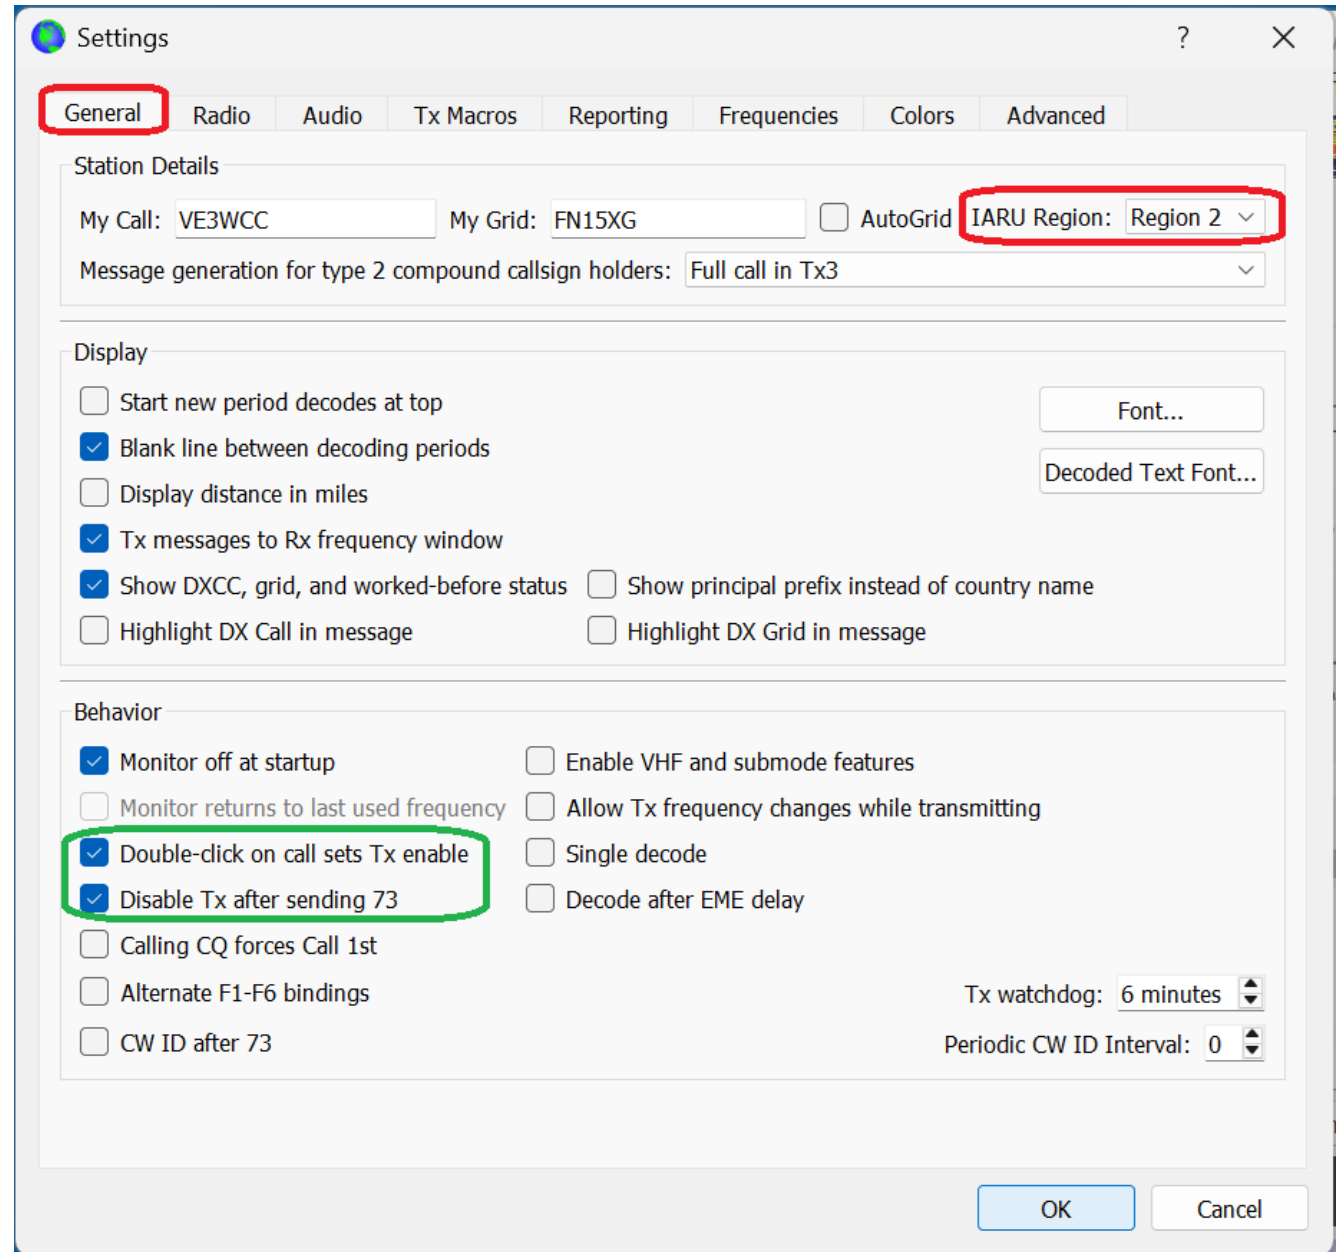 Settings ?
General Radio Audio Tx Macros Reporting Frequencies Colors Advanced
Station Details
My Call: VE3WCC My Grid: FN15XG AutoGrid IARU Region: Region 2
Message generation for type 2 compound callsign holders: Full call in Tx3
Display
Start new period decodes at top Font...
Blank line between decoding periods
Decoded Text Font...
Display distance in miles
Tx messages to Rx frequency window
Show DXCC, grid, and worked-before status Show principal prefix instead of country name
Highlight DX Call in message Highlight DX Grid in message
Behavior
Monitor off at startup Enable VHF and submode features
Monitor returns to last used frequency Allow Tx frequency changes while transmitting
Double-click on call sets Tx enable Single decode
Disable Tx after sending 73 Decode after EME delay
Calling CQ forces Call 1st
Alternate F1-F6 bindings Tx watchdog: 6 minutes
CW ID after 73 Periodic CW ID Interval: 0
OK Cancel